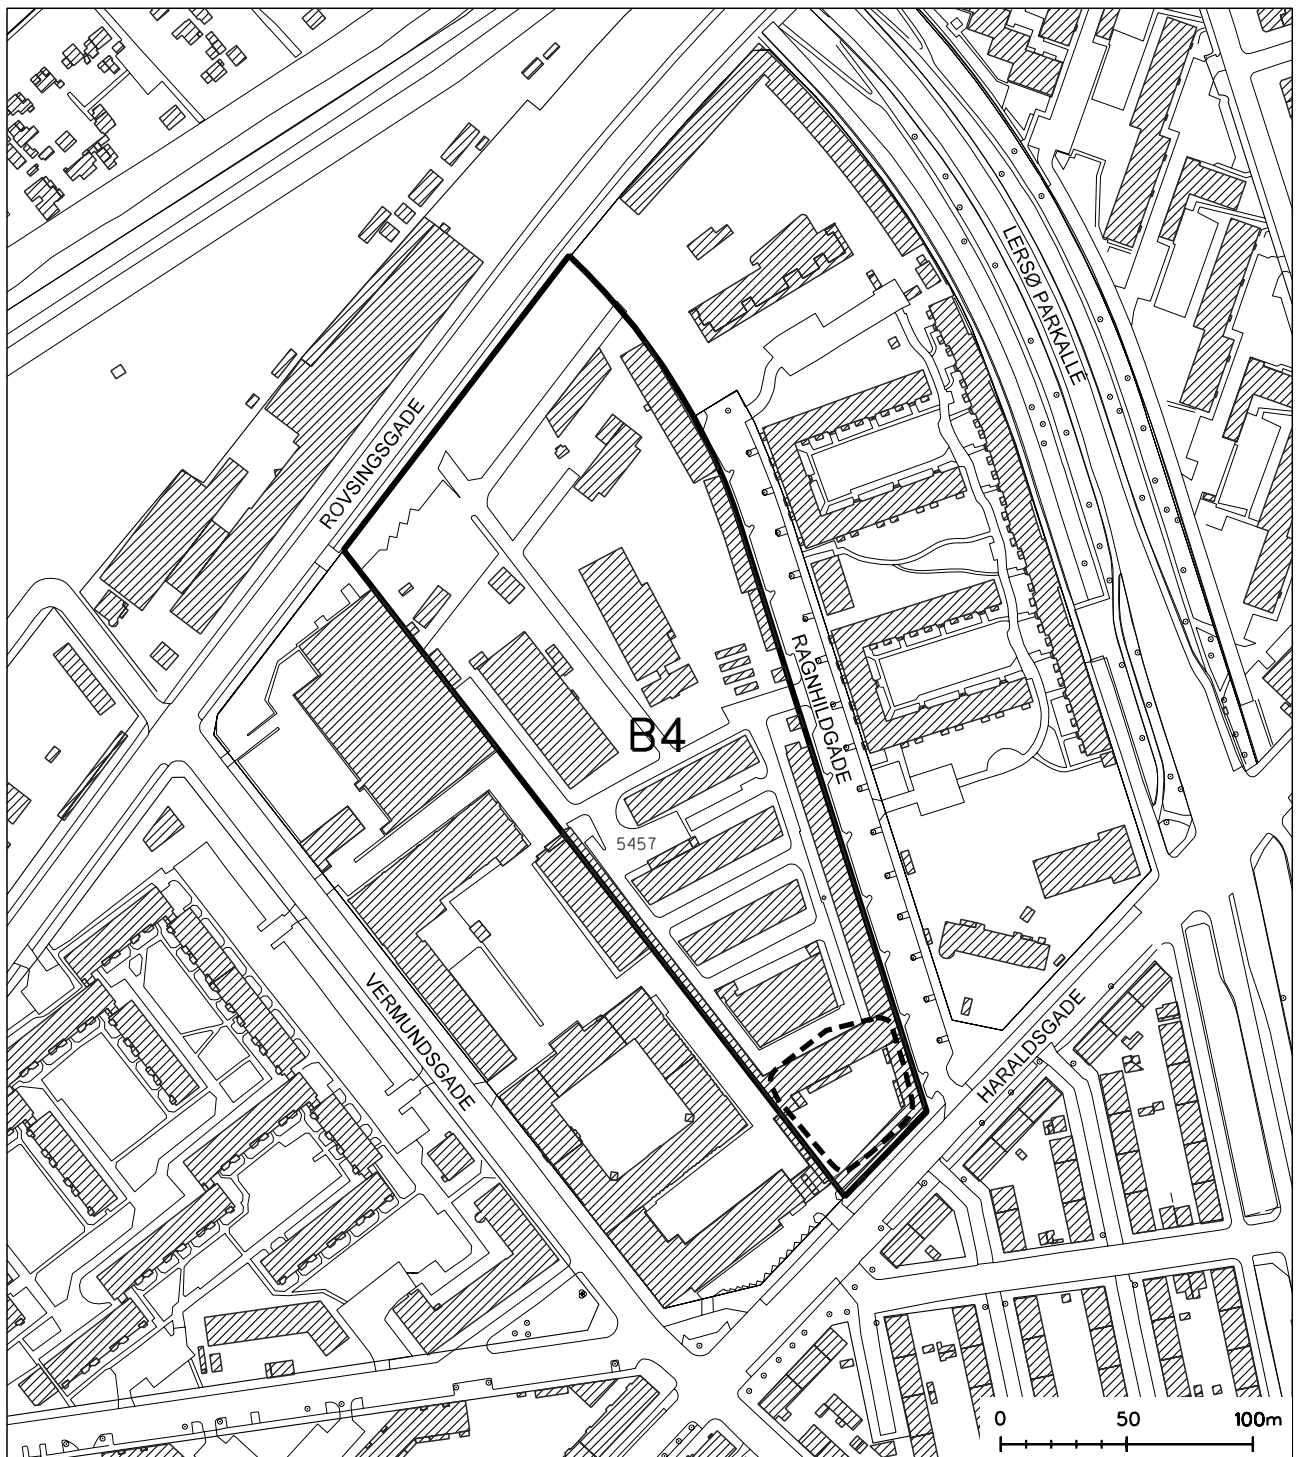 LERSØ PARKALLÉ
ROVSINGSGADE
RAGNHILDGADE
B4
5457
VERMUNDSGADE
HARALDSGADE
0 50 100m